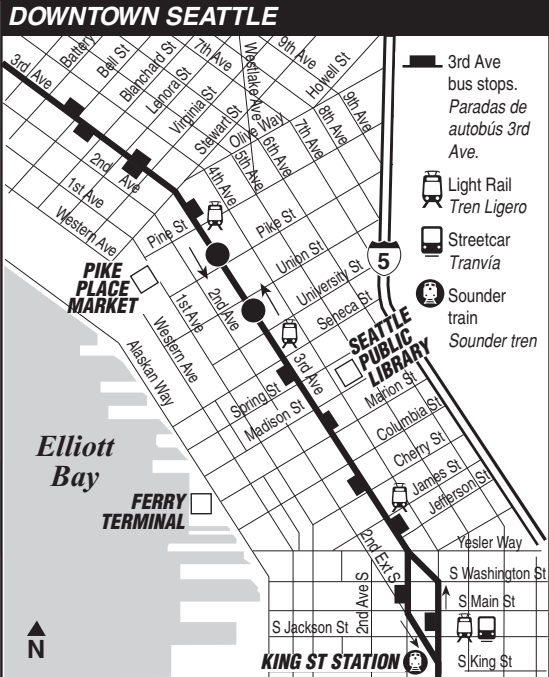 DOWNTOWN SEATTLE
3rd Ave
Battery
Bell St
Blanchard St
7th Ave
Lenora St
Virginia St
Westlake Ave
9th Ave
Howell St
Stewart St
Olive Way
9th Ave
8th Ave
7th Ave
6th Ave
5th Ave
4th Ave
2nd Ave
1st Ave
Western Ave
Pine St
Pike St
Union St
University St
Seneca St
PIKE
PLACE
MARKET
1st Ave
2nd Ave
Western Ave
Alaskan Way
3rd Ave
SEATTLE
PUBLIC
LIBRARY
Spring St
Madison St
Marion St
Columbia St
Cherry St
James St
Jefferson St
Elliott
Bay
FERRY
TERMINAL
Yesler Way
2nd Ext S
2nd Ave S
S Washington St
S Main St
S Jackson St
S King St
KING ST STATION
N
5
3rd Ave
bus stops.
Paradas de
autobús 3rd
Ave.
Light Rail
Tren Ligero
Streetcar
Tranvía
Sounder
train
Sounder tren